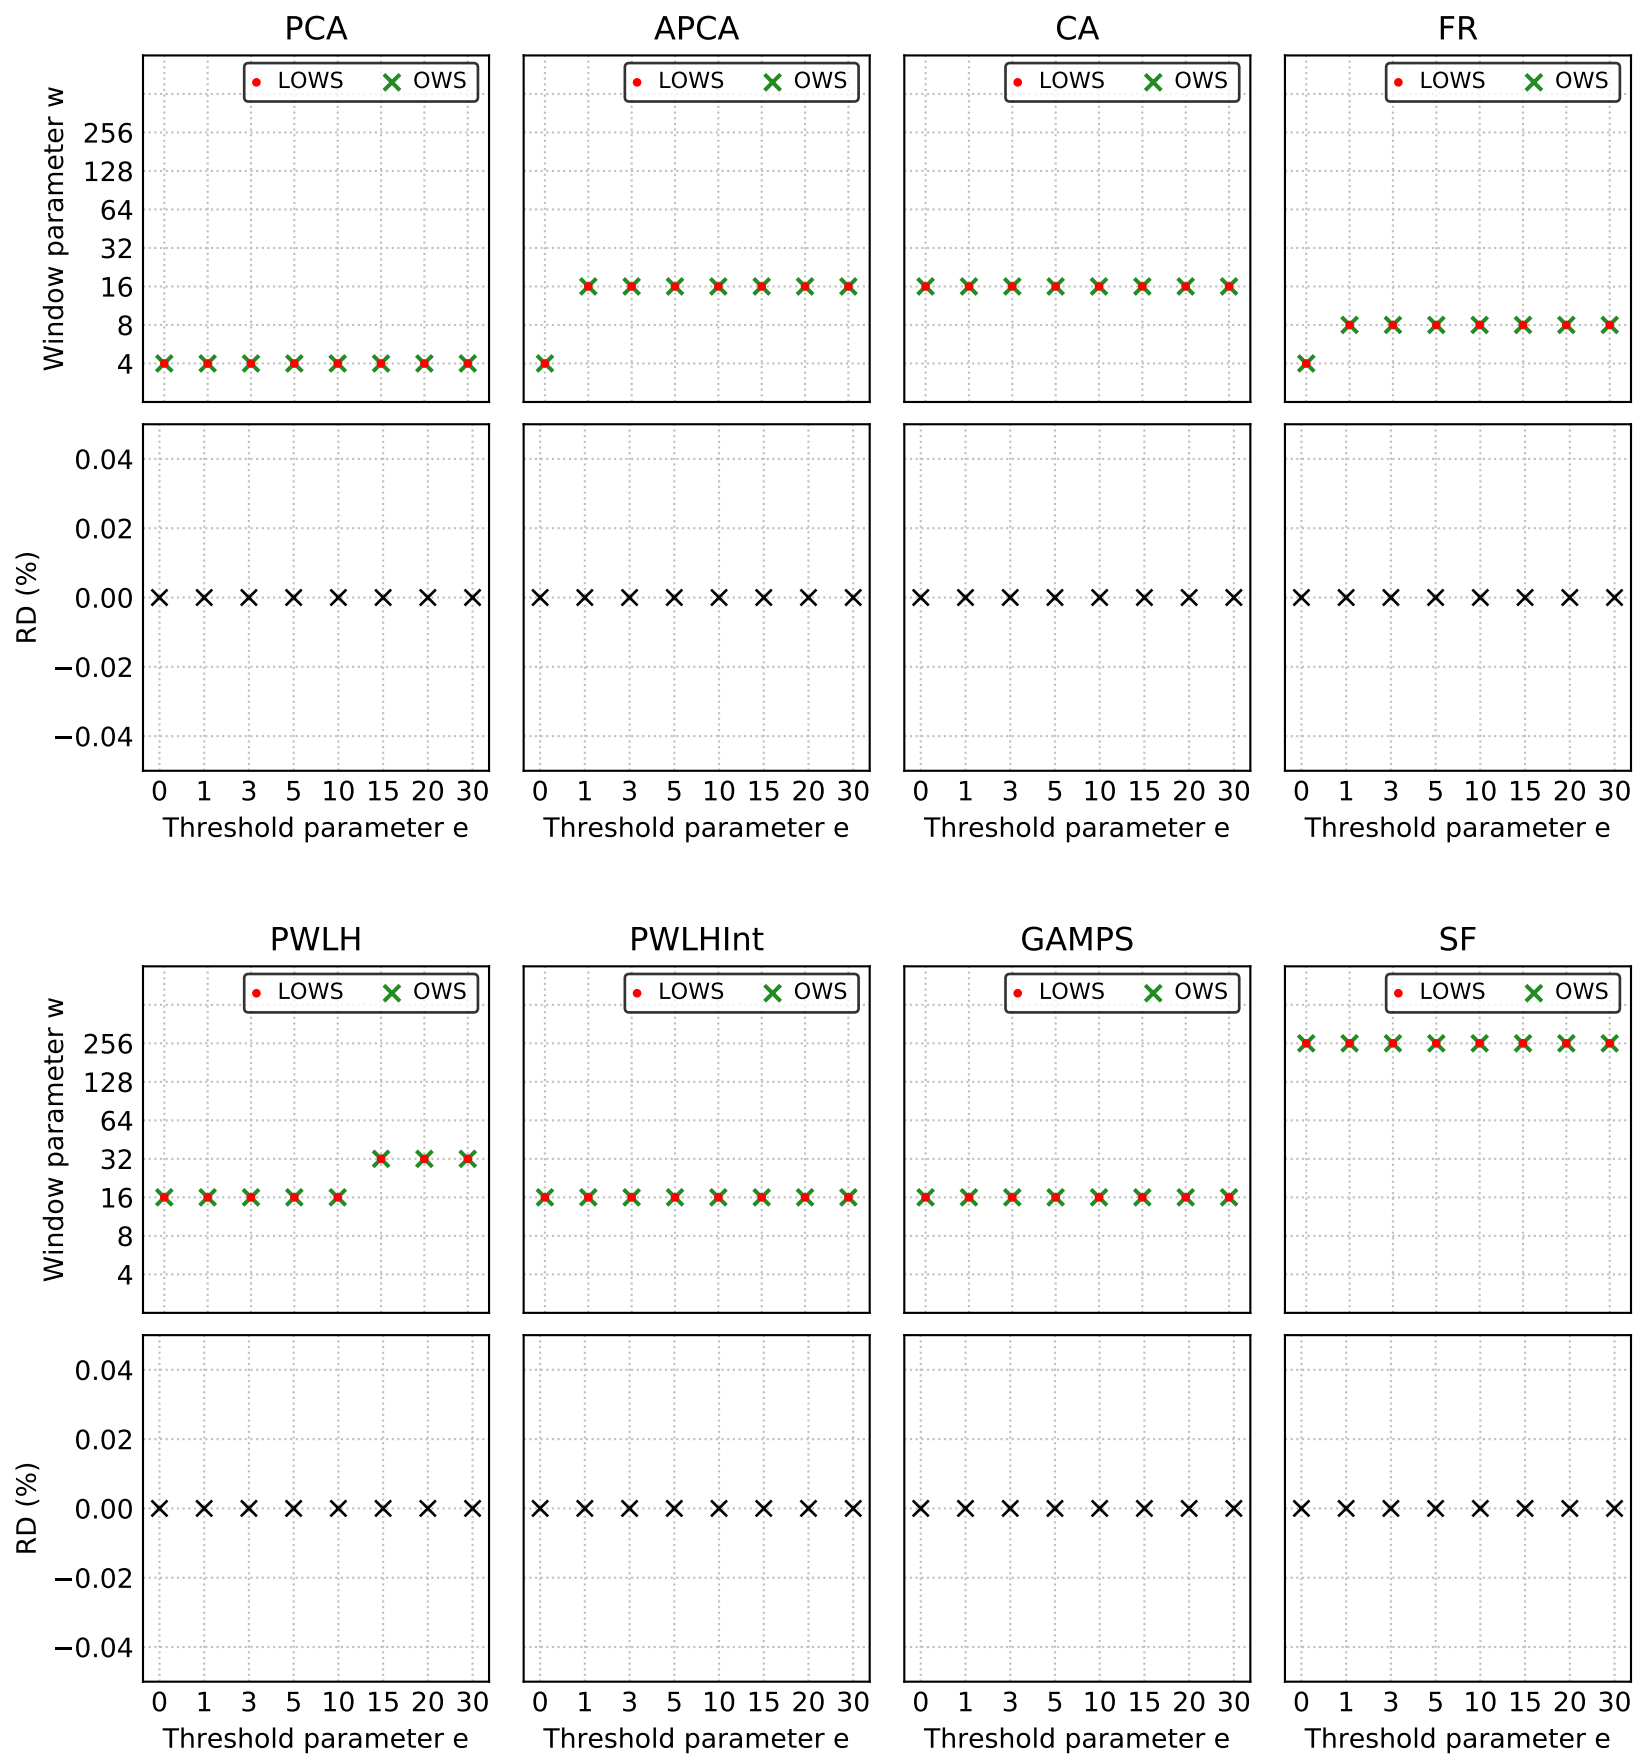 PCA APCA CA FR
LOWS OWS LOWS OWS LOWS OWS LOWS OWS
Window parameter w
256
128
64
32
16
8
4
RD (%)
0.04
0.02
0.00
−0.02
−0.04
0 1 3 5 10 15 20 30 0 1 3 5 10 15 20 30 0 1 3 5 10 15 20 30 0 1 3 5 10 15 20 30
Threshold parameter e Threshold parameter e Threshold parameter e Threshold parameter e
PWLH PWLHInt GAMPS SF
LOWS OWS LOWS OWS LOWS OWS LOWS OWS
Window parameter w
256
128
64
32
16
8
4
RD (%)
0.04
0.02
0.00
−0.02
−0.04
0 1 3 5 10 15 20 30 0 1 3 5 10 15 20 30 0 1 3 5 10 15 20 30 0 1 3 5 10 15 20 30
Threshold parameter e Threshold parameter e Threshold parameter e Threshold parameter e